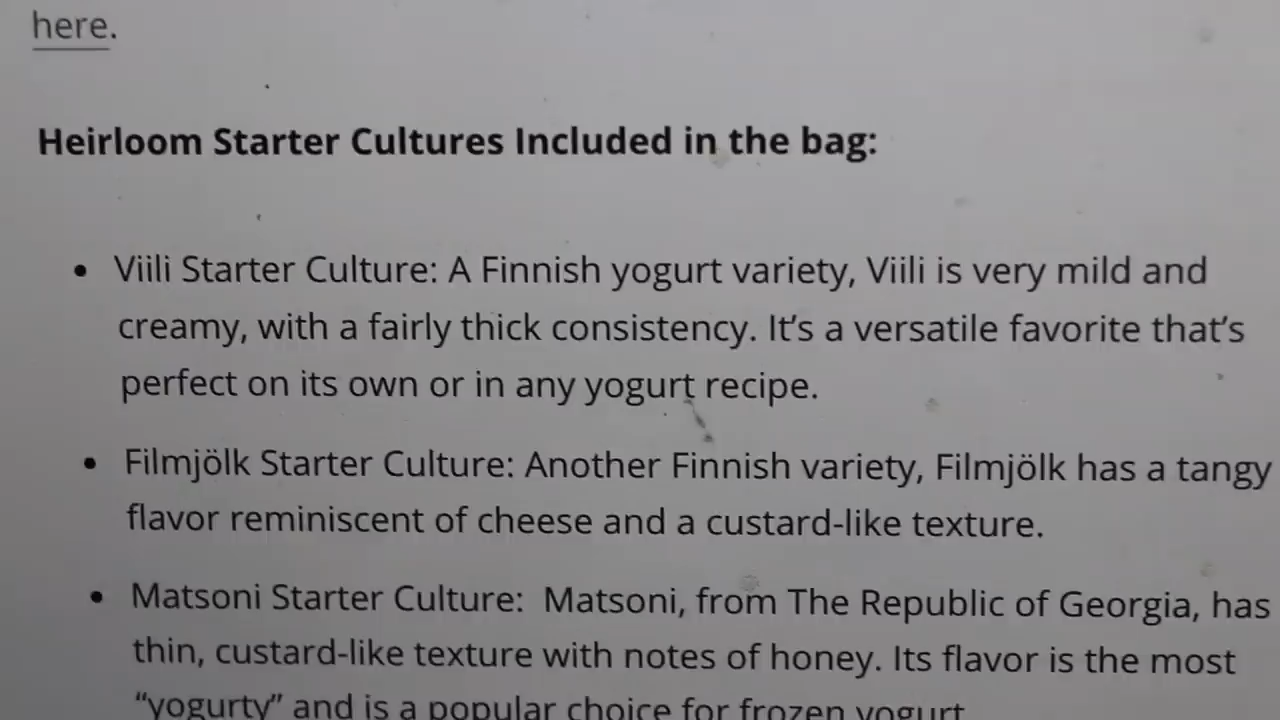 here.
Heirloom Starter Cultures Included in the bag:
• Viili Starter Culture: A Finnish yogurt variety, Viili is very mild and
creamy, with a fairly thick consistency. It’s a versatile favorite that’s
perfect on its own or in any yogurt recipe.
• Filmjölk Starter Culture: Another Finnish variety, Filmjölk has a tangy
flavor reminiscent of cheese and a custard-like texture.
• Matsoni Starter Culture:  Matsoni, from The Republic of Georgia, has
thin, custard-like texture with notes of honey. Its flavor is the most
“yogurty” and is a popular choice for frozen yogurt